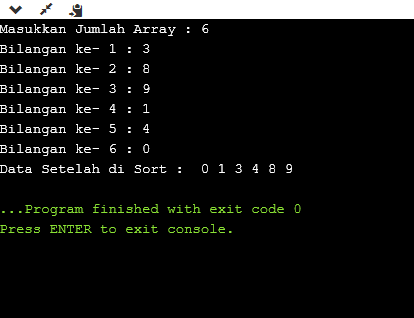 Masukkan Jumlah Array : 6
Bilangan ke- 1 : 3
Bilangan ke- 2 : 8
Bilangan ke- 3 : 9
Bilangan ke- 4 : 1
Bilangan ke- 5 : 4
Bilangan ke- 6 : 0
Data Setelah di Sort :  0 1 3 4 8 9
...Program finished with exit code 0
Press ENTER to exit console.